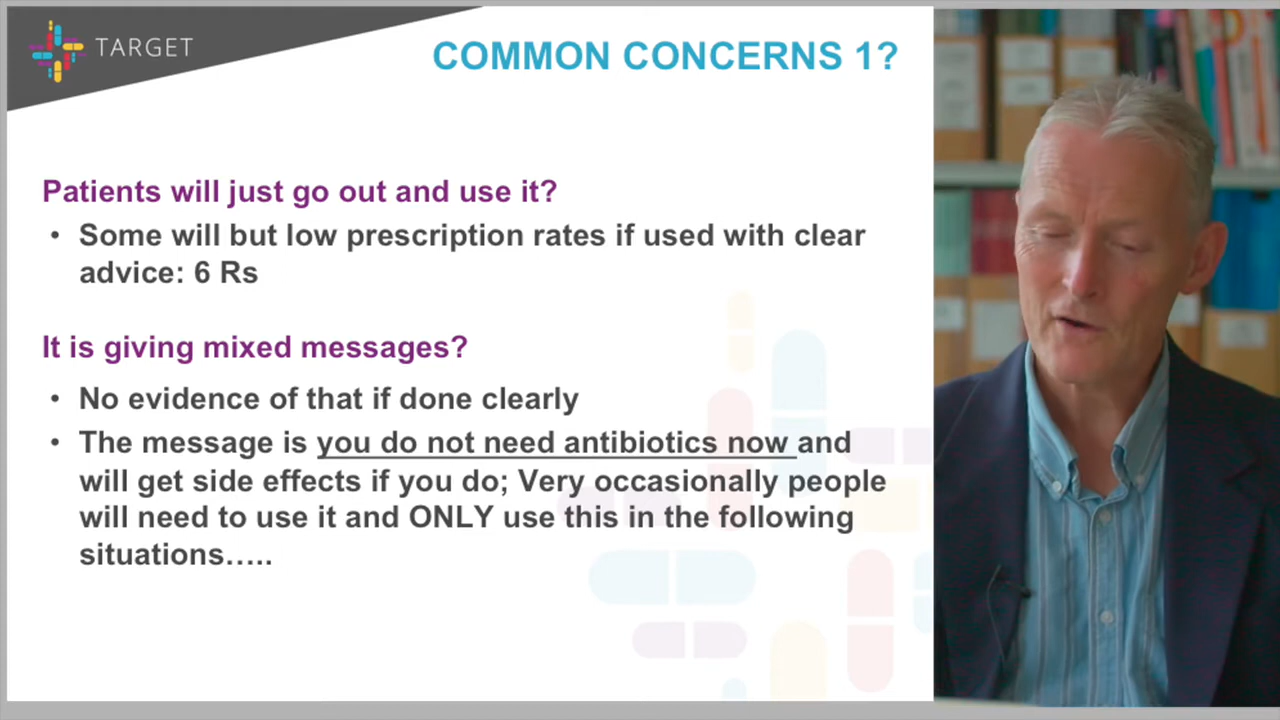 TARGET
COMMON CONCERNS 1?
Patients will just go out and use it?
• Some will but low prescription rates if used with clear
advice: 6 Rs
It is giving mixed messages?
• No evidence of that if done clearly
• The message is you do not need antibiotics now and
will get side effects if you do; Very occasionally people
will need to use it and ONLY use this in the following
situations…..